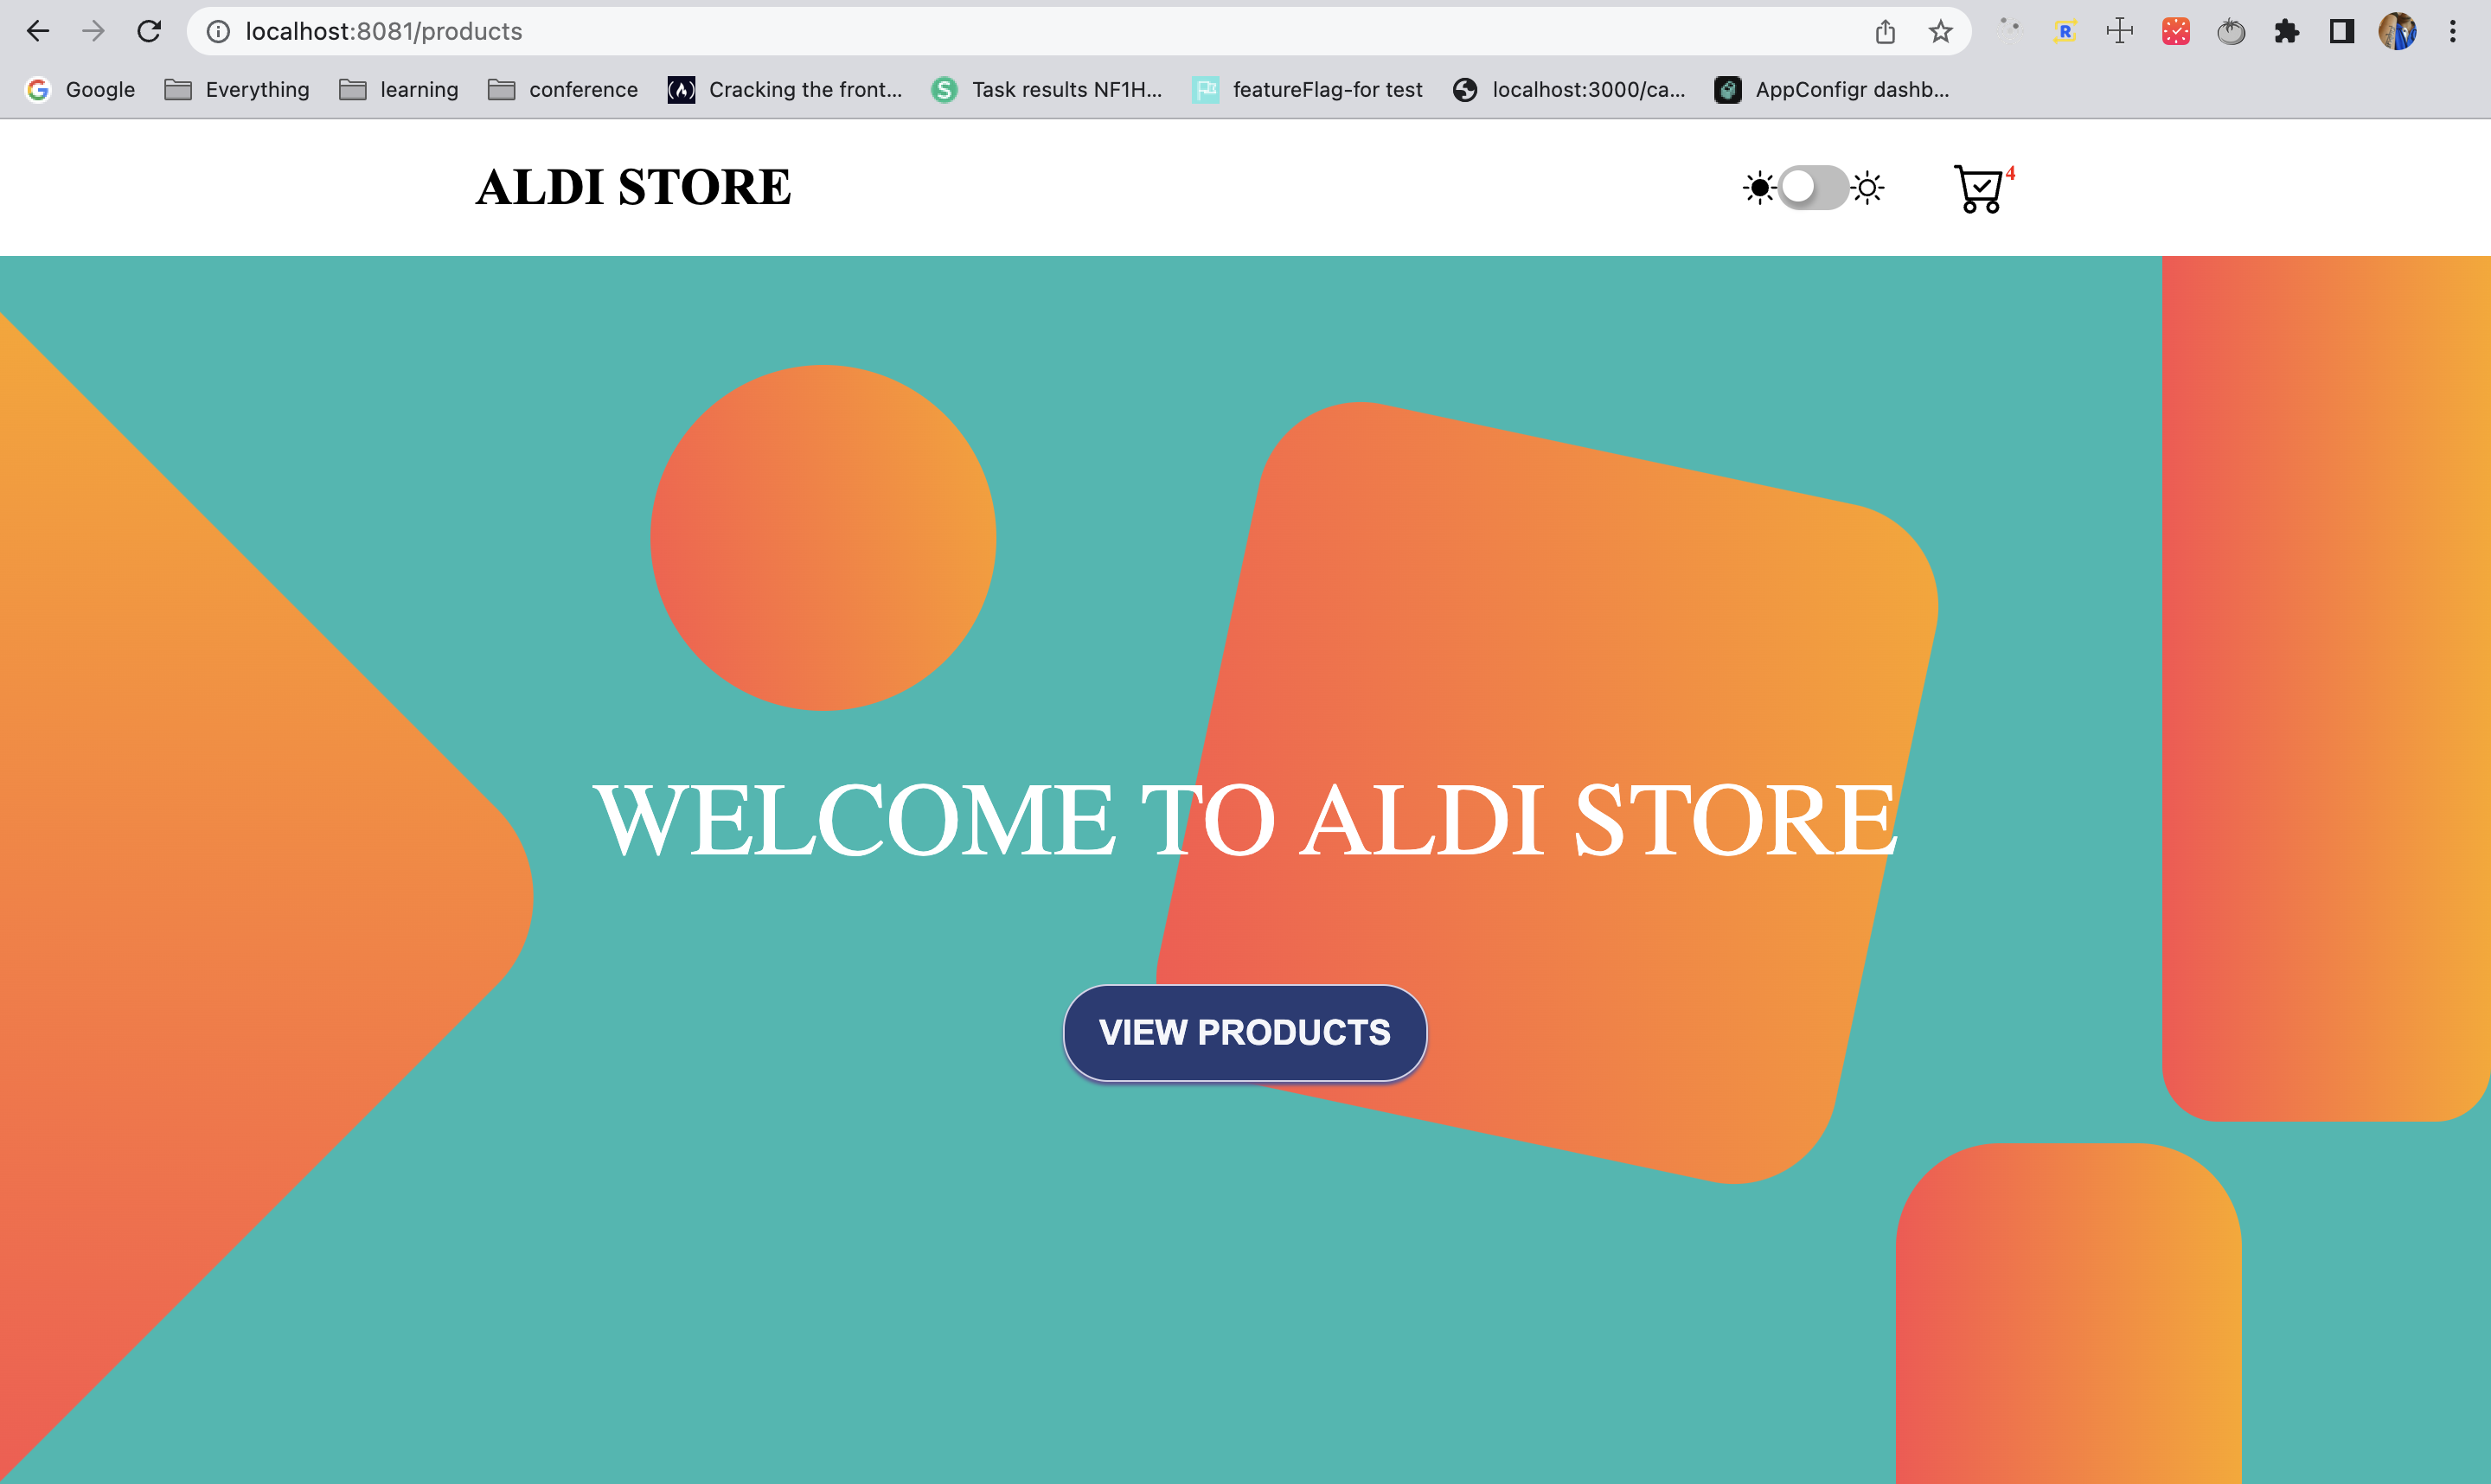 localhost:8081/products
Google Everything learning conference Cracking the front... Task results NF1H... featureFlag-for test localhost:3000/ca... AppConfigr dashb...
ALDI STORE 4
WELCOME TO ALDI STORE
VIEW PRODUCTS